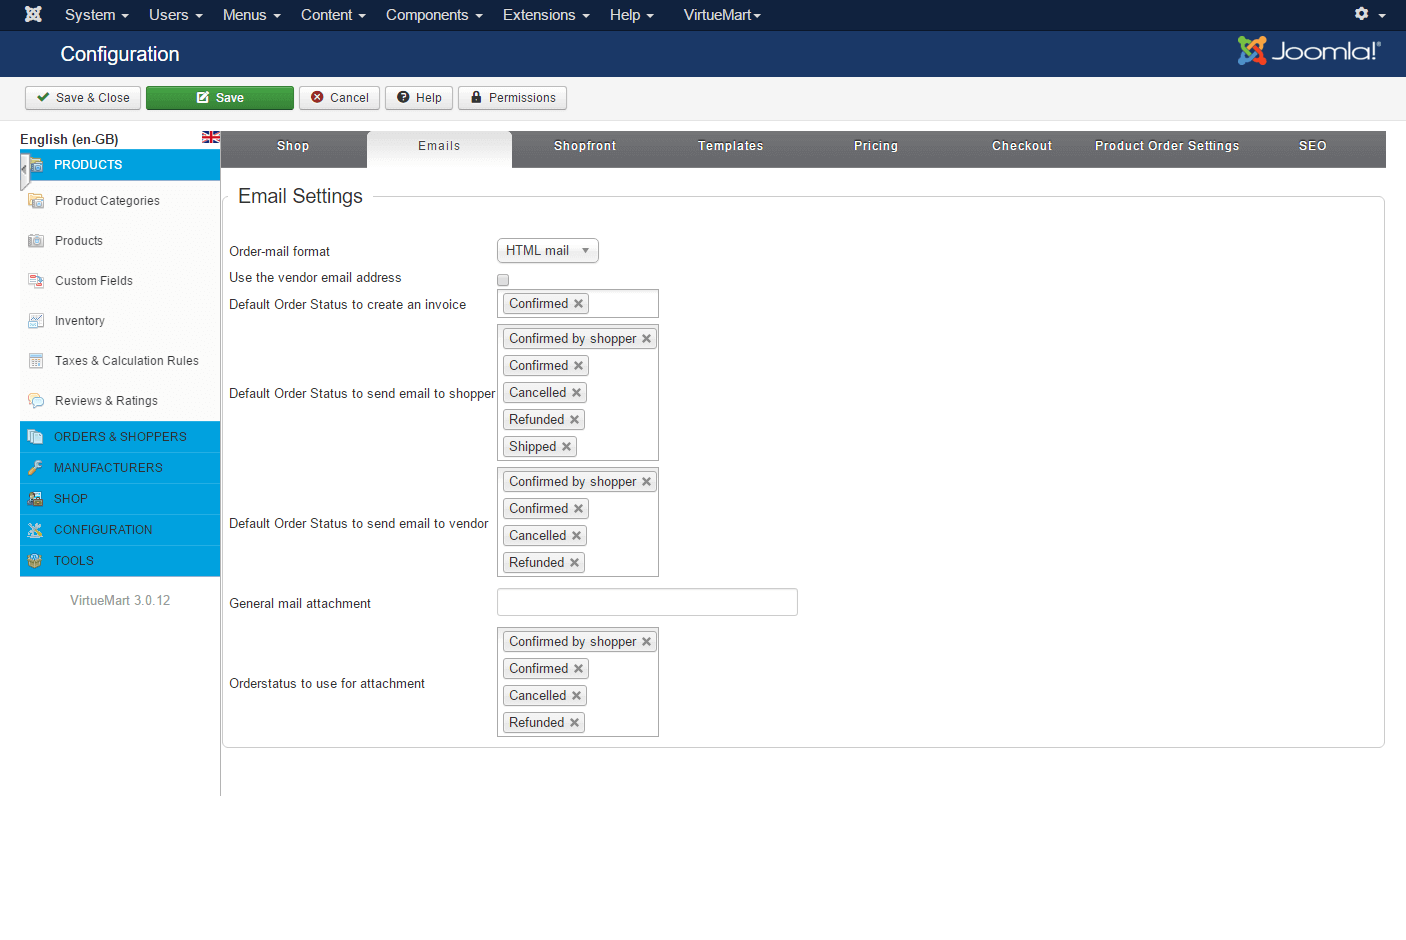 System Users Menus Content Components Extensions Help VirtueMart
Configuration
Joomla!®
Save & Close Save Cancel Help Permissions
English (en-GB)
Shop Emails Shopfront Templates Pricing Checkout Product Order Settings SEO
PRODUCTS
Product Categories
Products
Custom Fields
Inventory
Taxes & Calculation Rules
Reviews & Ratings
ORDERS & SHOPPERS
MANUFACTURERS
SHOP
CONFIGURATION
TOOLS
VirtueMart 3.0.12
Email Settings
Order-mail format HTML mail
Use the vendor email address
Default Order Status to create an invoice Confirmed
Default Order Status to send email to shopper
Confirmed by shopper
Confirmed
Cancelled
Refunded
Shipped
Default Order Status to send email to vendor
Confirmed by shopper
Confirmed
Cancelled
Refunded
General mail attachment
Orderstatus to use for attachment
Confirmed by shopper
Confirmed
Cancelled
Refunded